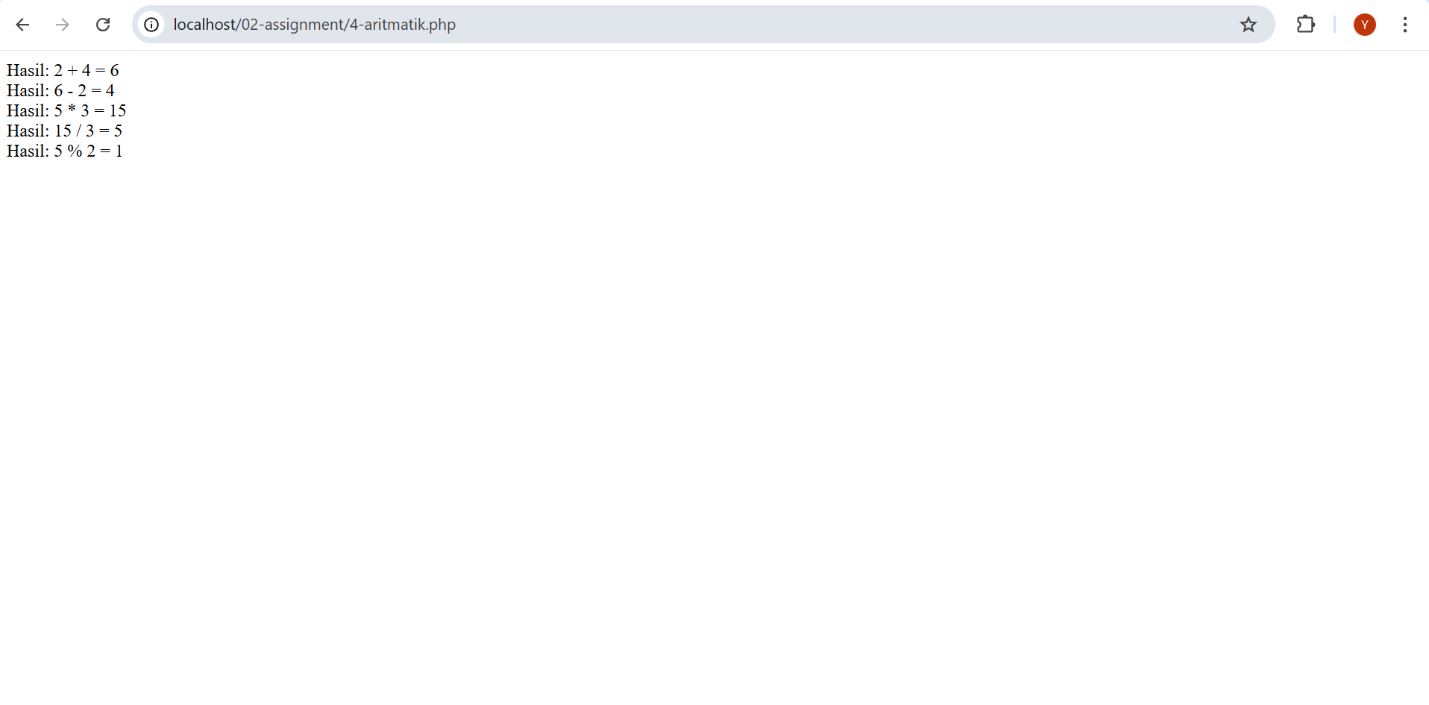 localhost/02-assignment/4-aritmatik.php
Y
Hasil: 2 + 4 = 6
Hasil: 6 - 2 = 4
Hasil: 5 * 3 = 15
Hasil: 15 / 3 = 5
Hasil: 5 % 2 = 1